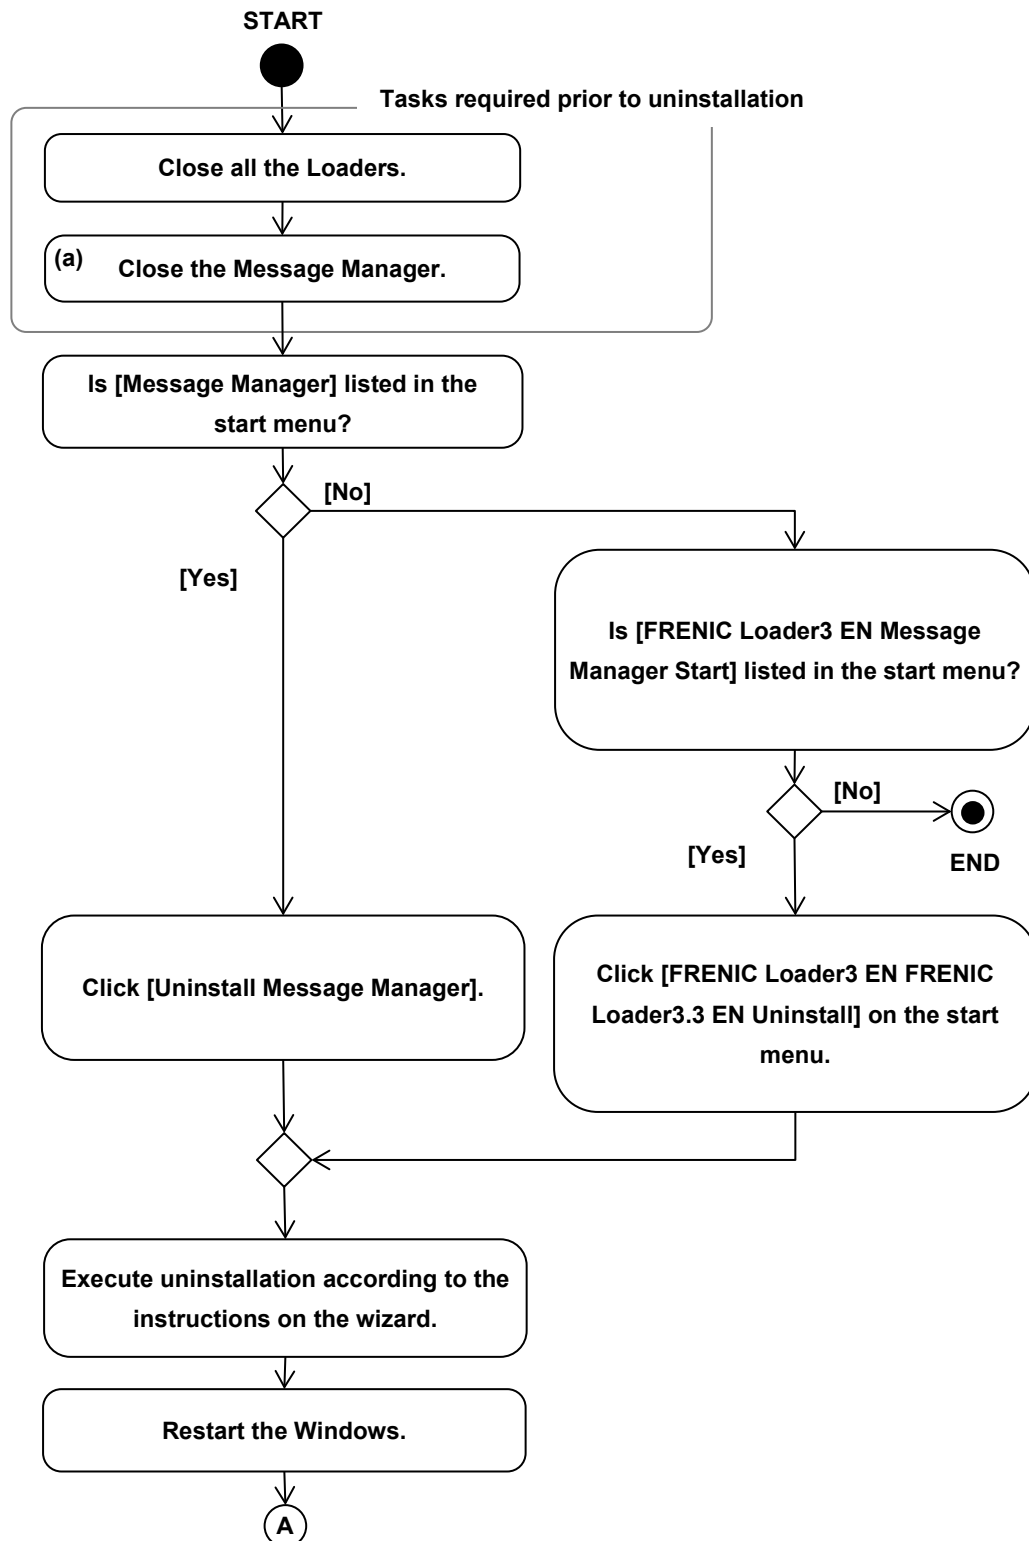 START
Tasks required prior to uninstallation
Close all the Loaders.
(a)
Close the Message Manager.
Is [Message Manager] listed in the
start menu?
[No]
[Yes]
Is [FRENIC Loader3 EN Message
Manager Start] listed in the start menu?
[No]
[Yes]
END
Click [Uninstall Message Manager].
Click [FRENIC Loader3 EN FRENIC
Loader3.3 EN Uninstall] on the start
menu.
Execute uninstallation according to the
instructions on the wizard.
Restart the Windows.
A